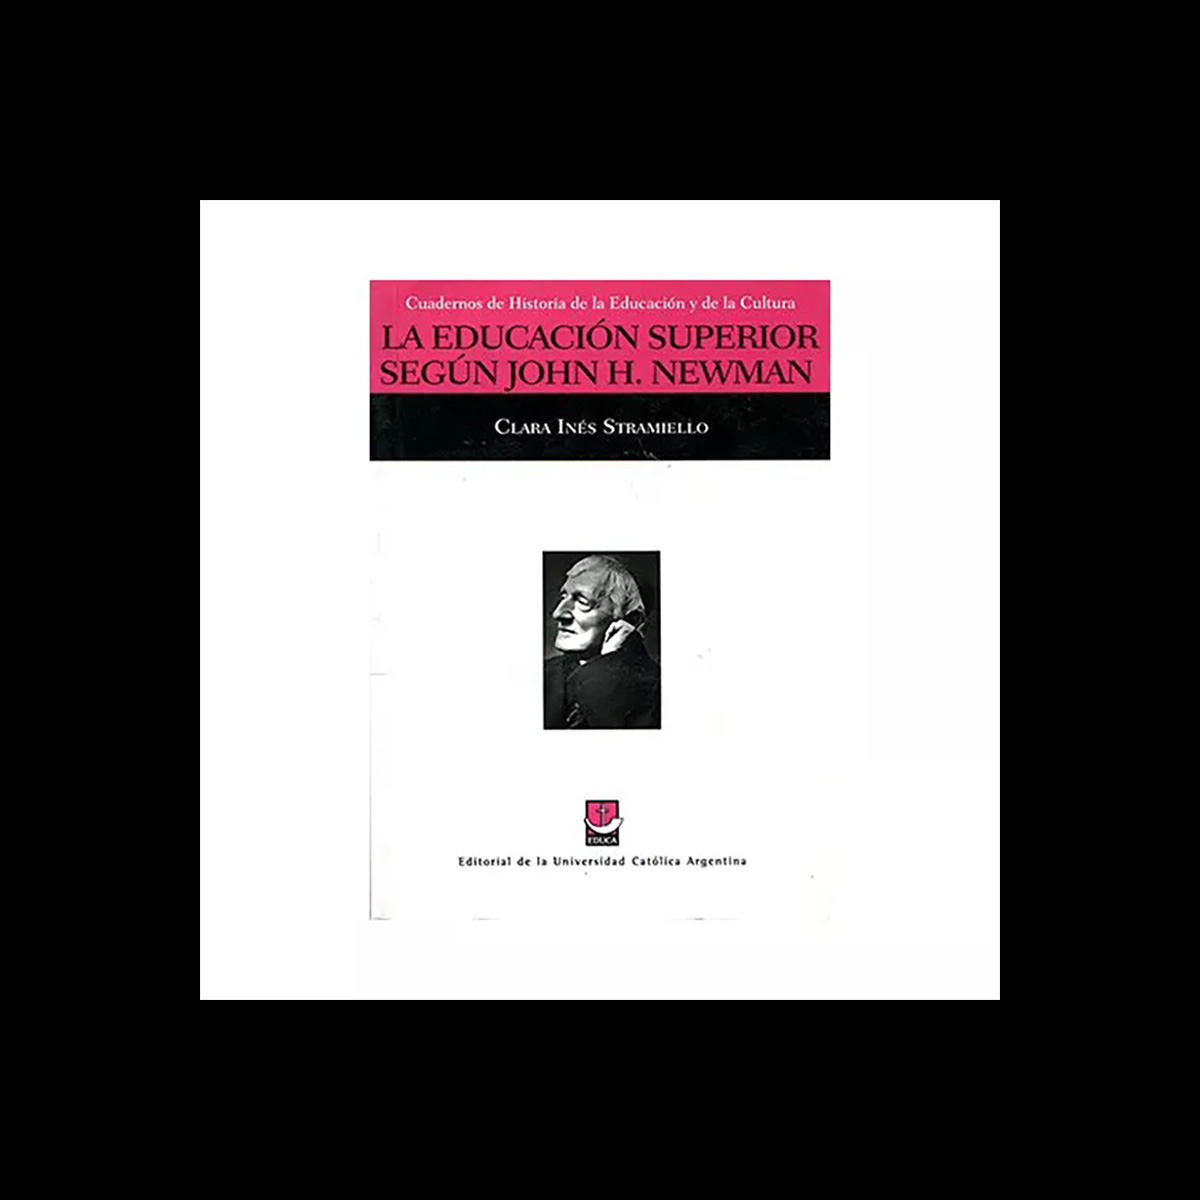 Cuadernos de Historia de la Educación y de la Cultura
LA EDUCACIÓN SUPERIOR
SEGÚN JOHN H. NEWMAN
CLARA INÉS STRAMIELLO
EDUCA
Editorial de la Universidad Católica Argentina